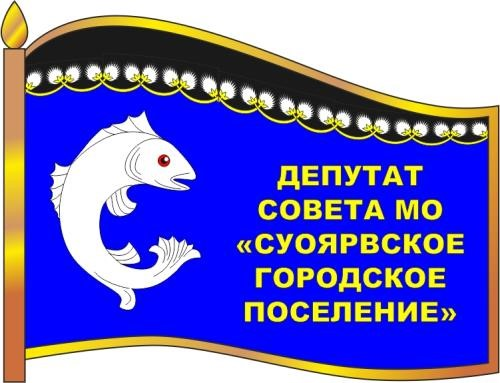 ДЕПУТАТ
СОВЕТА МО
«СУОЯРВСКОЕ
ГОРОДСКОЕ
ПОСЕЛЕНИЕ»